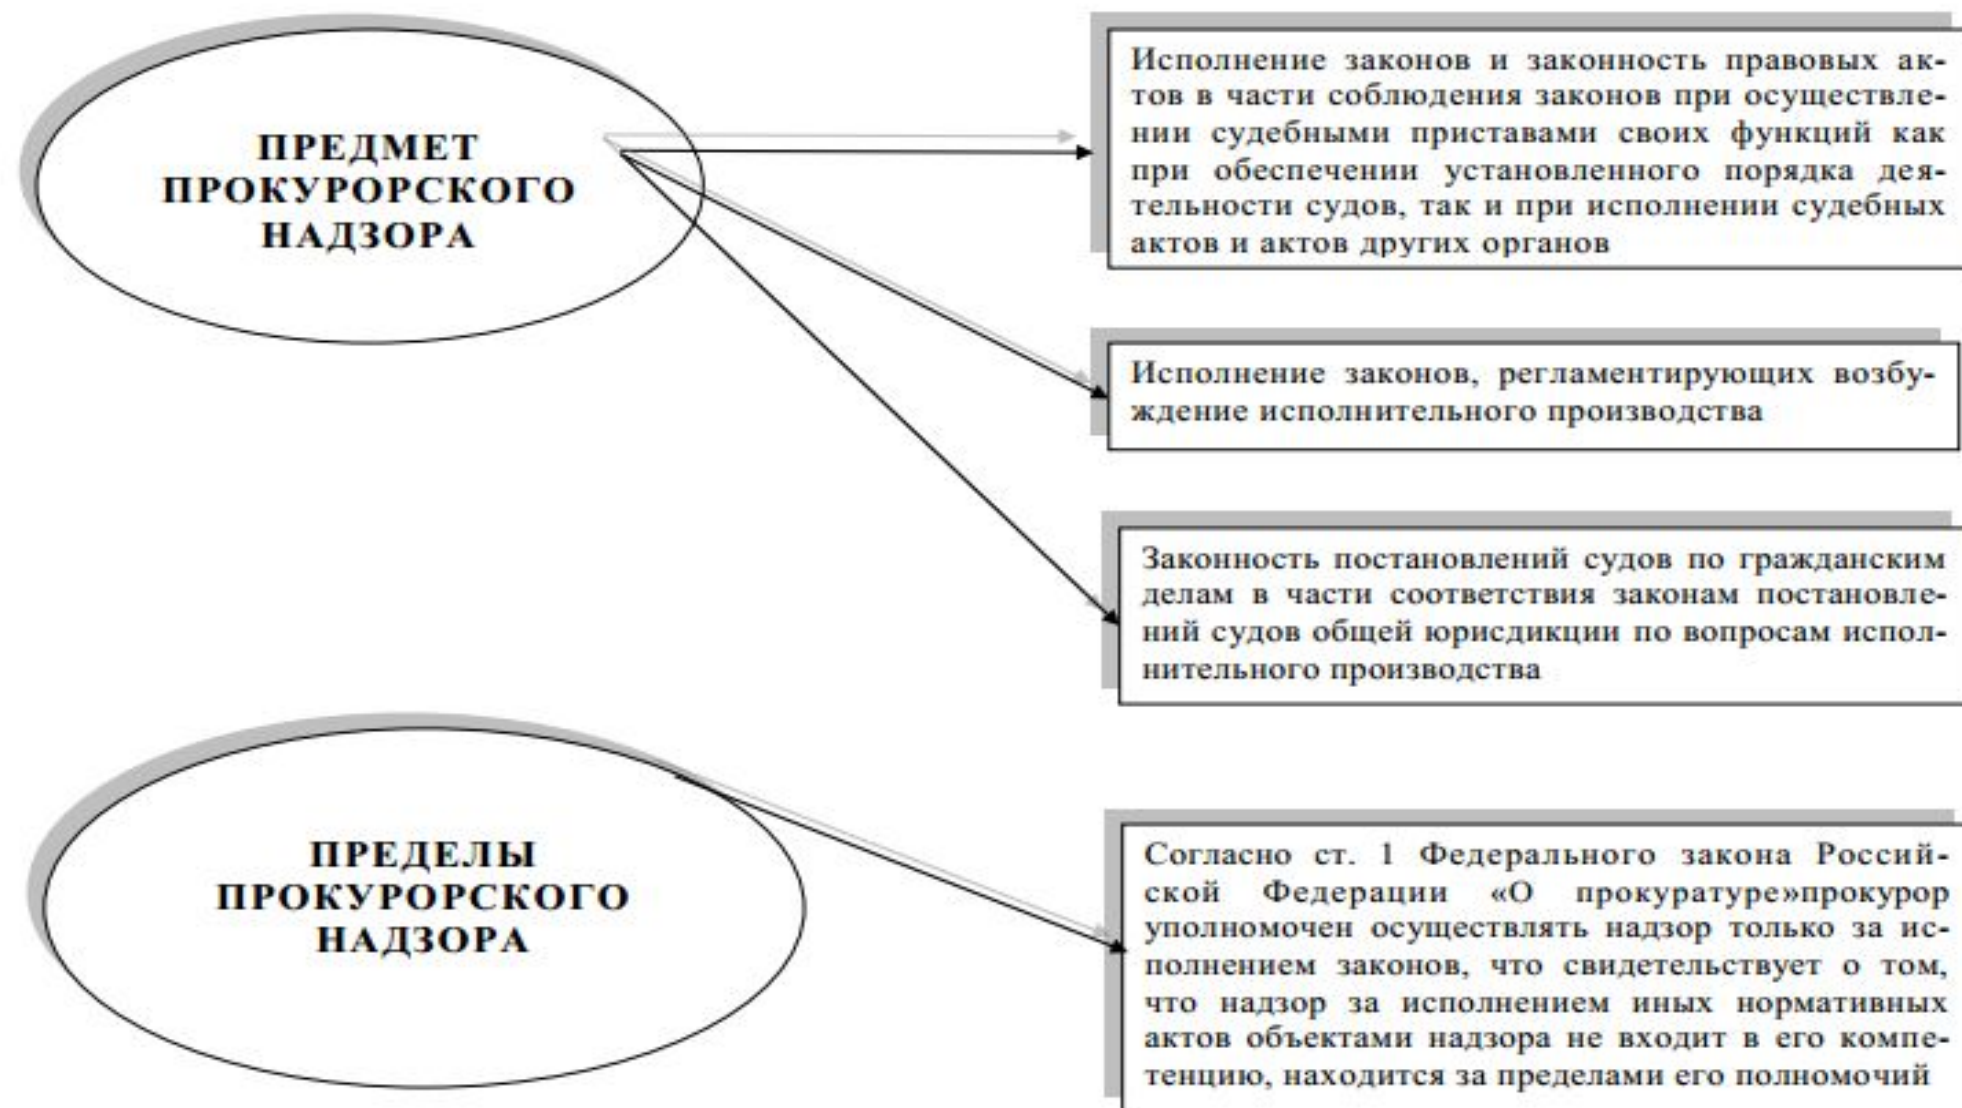 ПРЕДМЕТ
ПРОКУРОРСКОГО
НАДЗОРА
Исполнение законов и законность правовых ак-
тов в части соблюдения законов при осуществле-
нии судебными приставами своих функций как
при обеспечении установленного порядка дея-
тельности судов, так и при исполнении судебных
актов и актов других органов
Исполнение законов, регламентирующих возбу-
ждение исполнительного производства
Законность постановлений судов по гражданским
делам в части соответствия законам постановле-
ний судов общей юрисдикции по вопросам испол-
нительного производства
ПРЕДЕЛЫ
ПРОКУРОРСКОГО
НАДЗОРА
Согласно ст. 1 Федерального закона Россий-
ской Федерации «О прокуратуре»прокурор
уполномочен осуществлять надзор только за ис-
полнением законов, что свидетельствует о том,
что надзор за исполнением иных нормативных
актов объектами надзора не входит в его компе-
тенцию, находится за пределами его полномочий